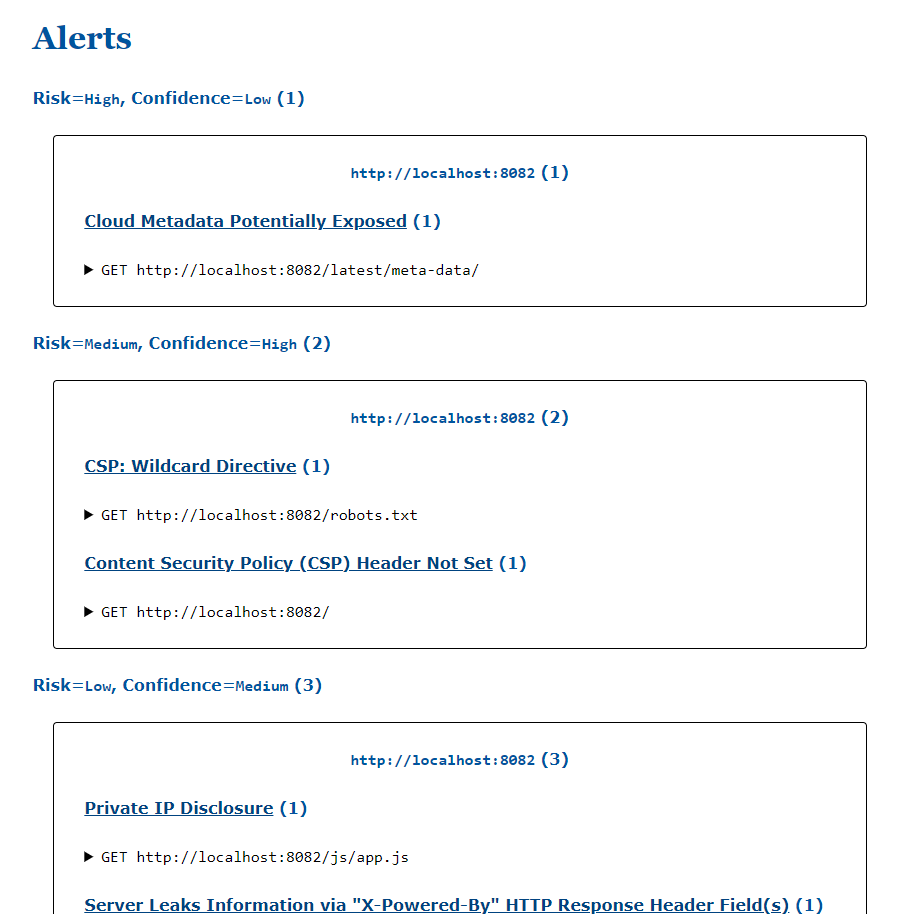 Alerts
Risk=High, Confidence=Low (1)
http://localhost:8082 (1)
Cloud Metadata Potentially Exposed (1)
GET http://localhost:8082/latest/meta-data/
Risk=Medium, Confidence=High (2)
http://localhost:8082 (2)
CSP: Wildcard Directive (1)
GET http://localhost:8082/robots.txt
Content Security Policy (CSP) Header Not Set (1)
GET http://localhost:8082/
Risk=Low, Confidence=Medium (3)
http://localhost:8082 (3)
Private IP Disclosure (1)
GET http://localhost:8082/js/app.js
Server Leaks Information via "X-Powered-By" HTTP Response Header Field(s) (1)